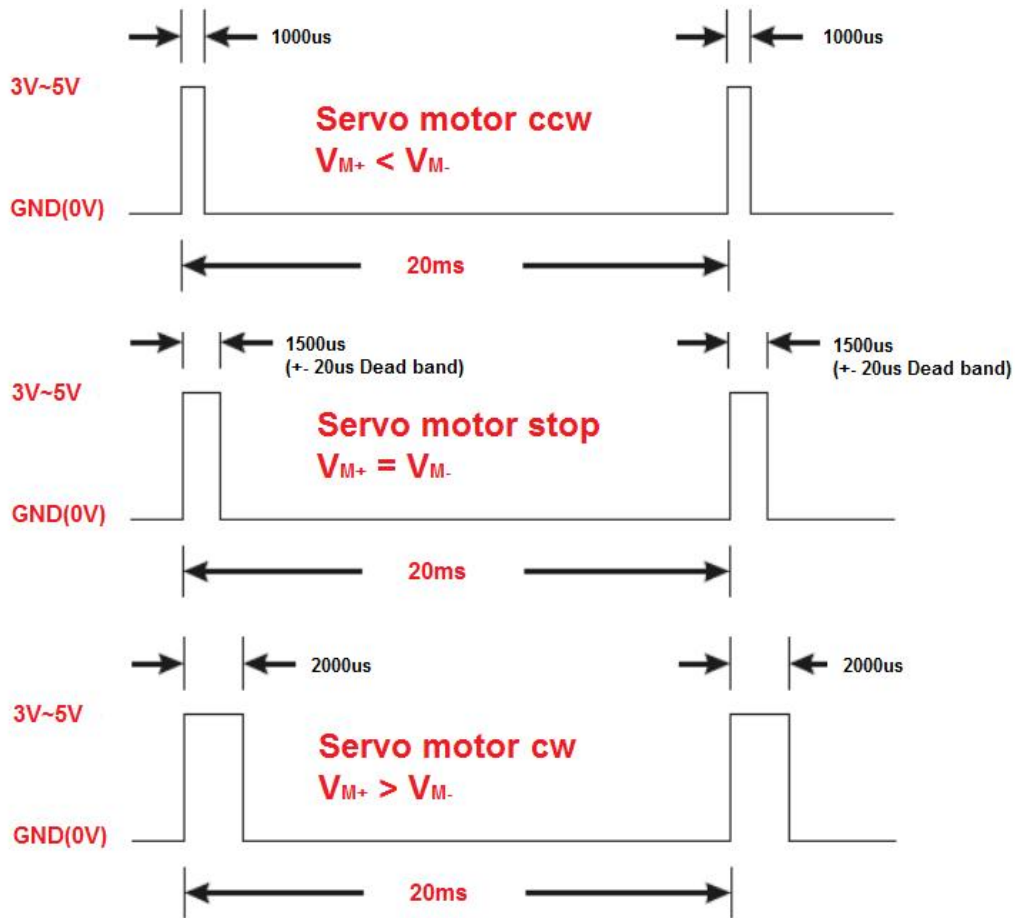 1000us
1000us
3V~5V
Servo motor ccw
VM+ < VM-
GND(0V)
20ms
1500us
(+- 20us Dead band)
1500us
(+- 20us Dead band)
3V~5V
Servo motor stop
VM+ = VM-
GND(0V)
20ms
2000us
2000us
3V~5V
Servo motor cw
VM+ > VM-
GND(0V)
20ms